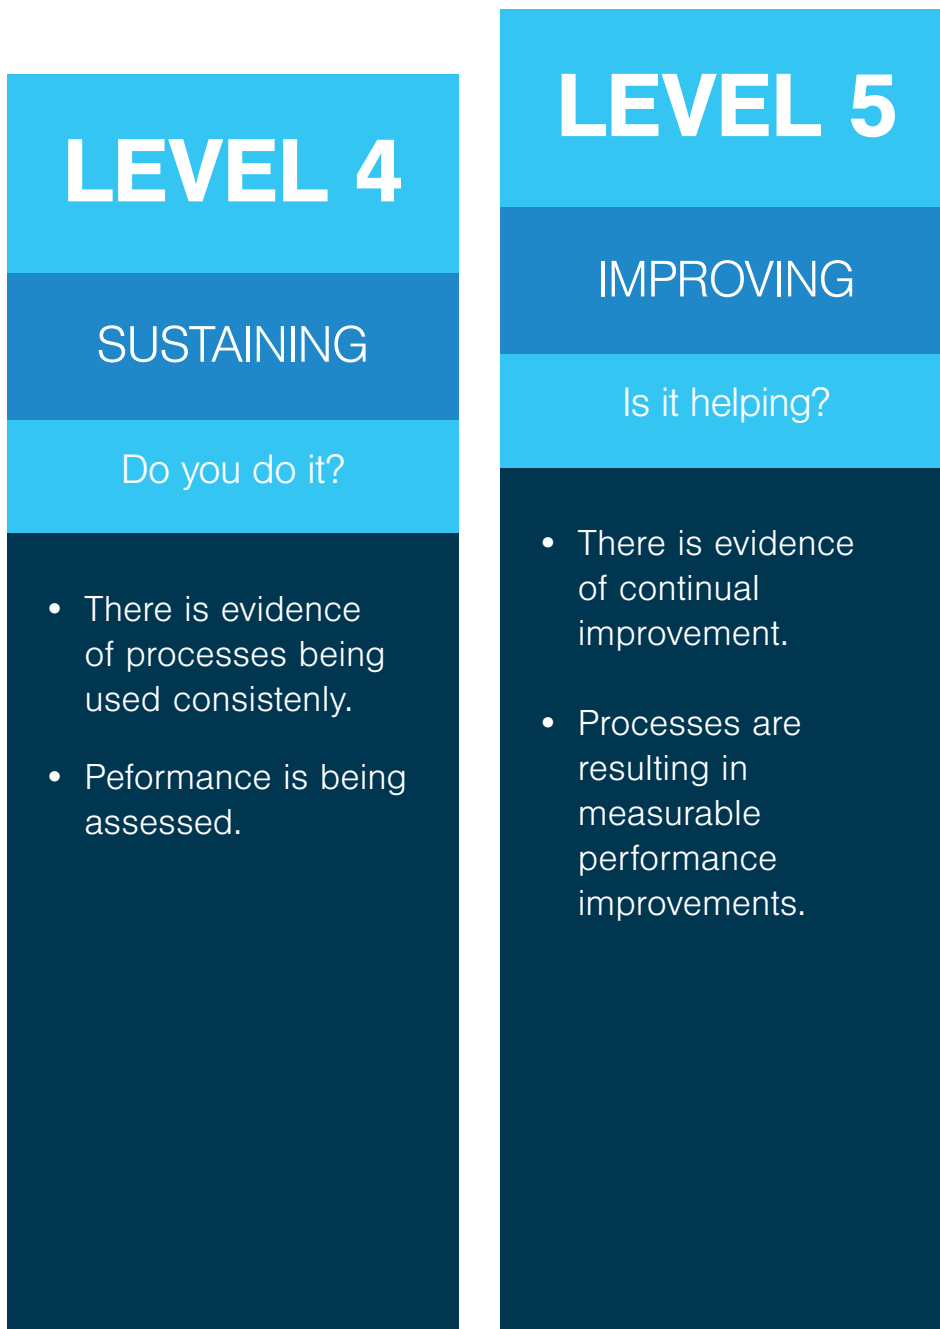 LEVEL 4
SUSTAINING
Do you do it?
• There is evidence
of processes being
used consistenly.
• Peformance is being
assessed.
LEVEL 5
IMPROVING
Is it helping?
• There is evidence
of continual
improvement.
• Processes are
resulting in
measurable
performance
improvements.